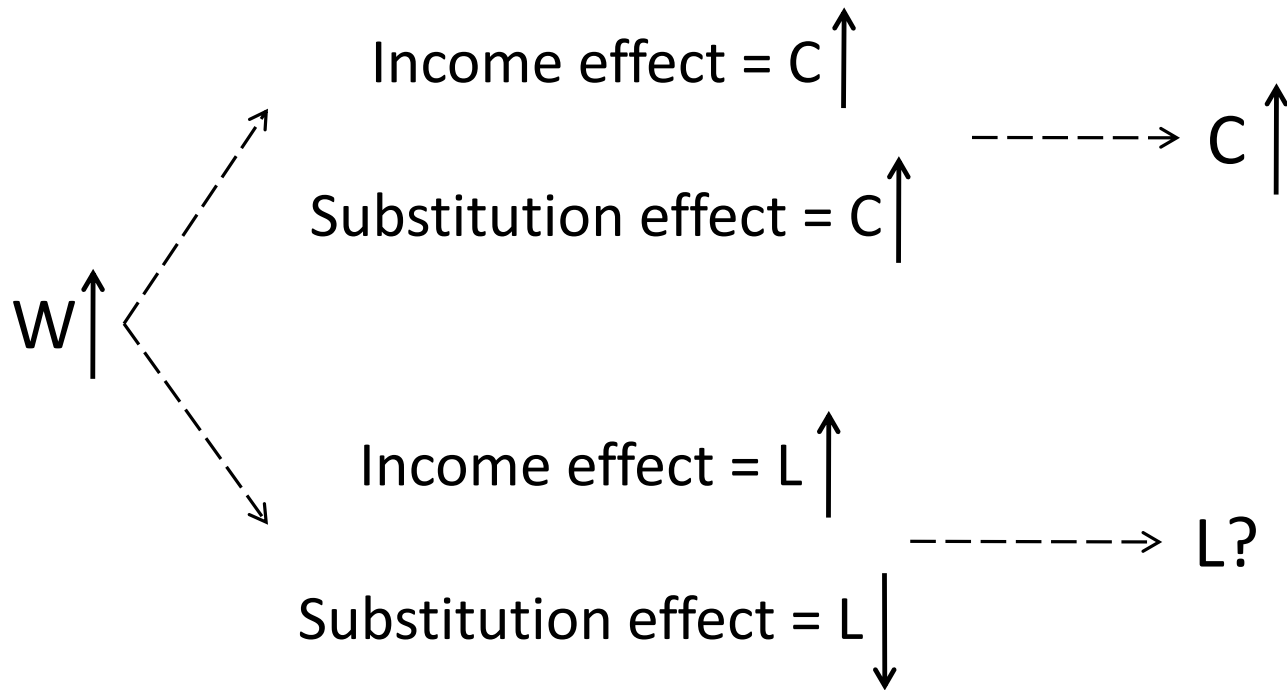 Income effect = C
C
Substitution effect = C
W
Income effect = L
L?
Substitution effect = L